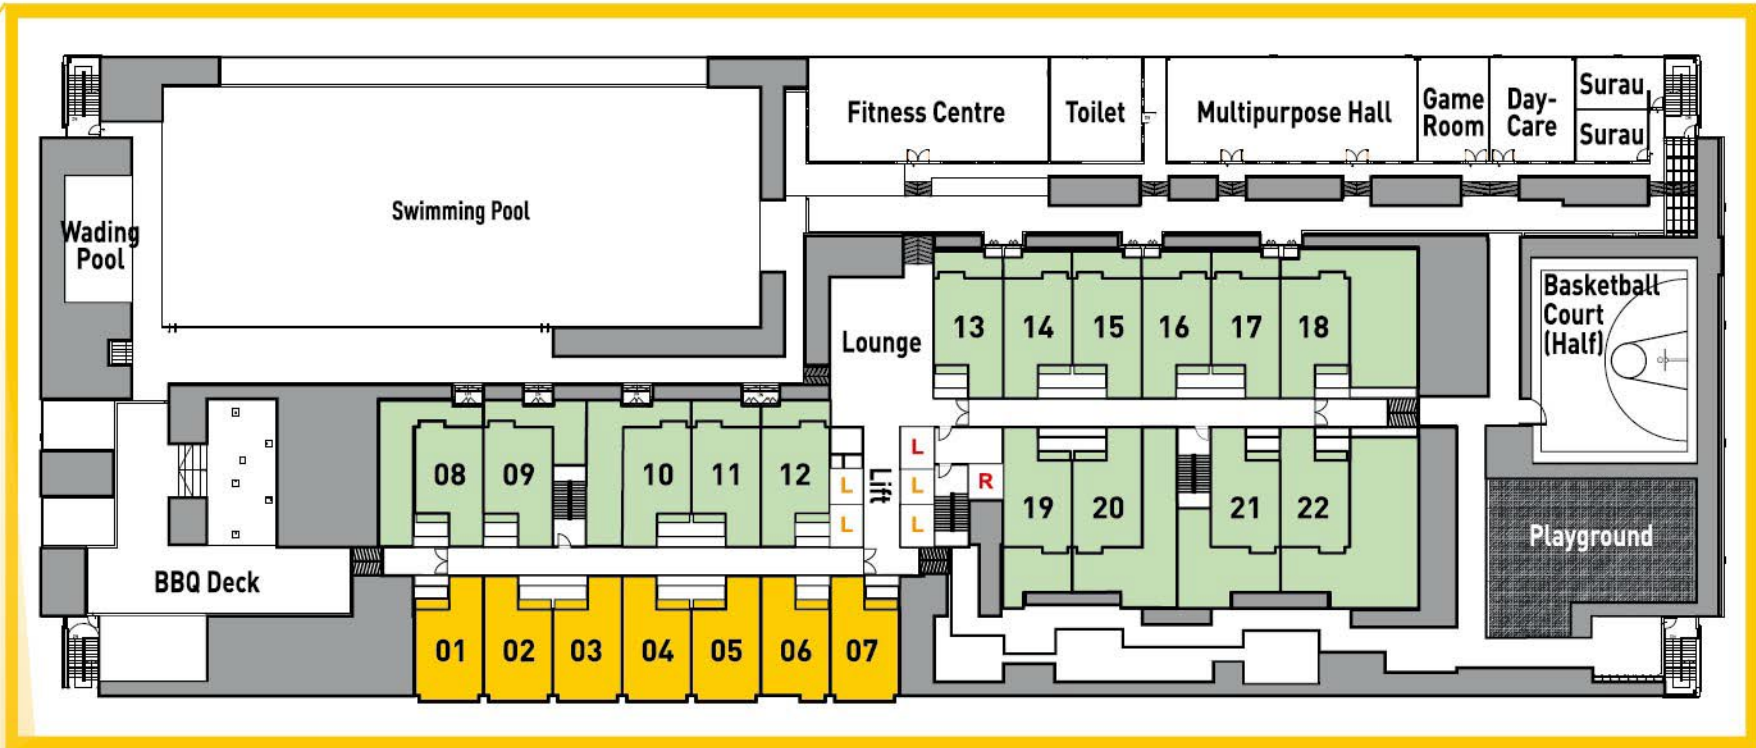 Fitness Centre
Toilet
Multipurpose Hall
Game
Room
Day-
Care
Surau
Surau
Wading
Pool
Swimming Pool
Lounge
13
14
15
16
17
18
Basketball
Court
(Half)
08
09
10
11
12
L
L
Lift
L
L
L
R
19
20
21
22
Playground
BBQ Deck
01
02
03
04
05
06
07